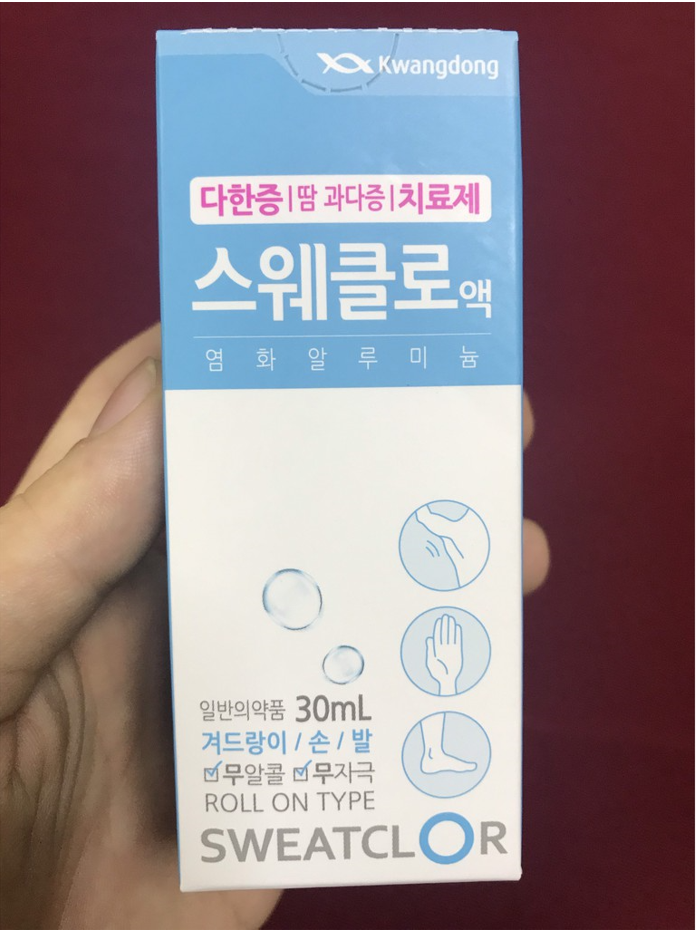 Kwangdong
다한증|땀 과다증|치료제
스웨클로액
염화알루미늄
일반의약품 30mL
겨드랑이 / 손 / 발
☑무알콜 ☑무자극
ROLL ON TYPE
SWEATCLOR